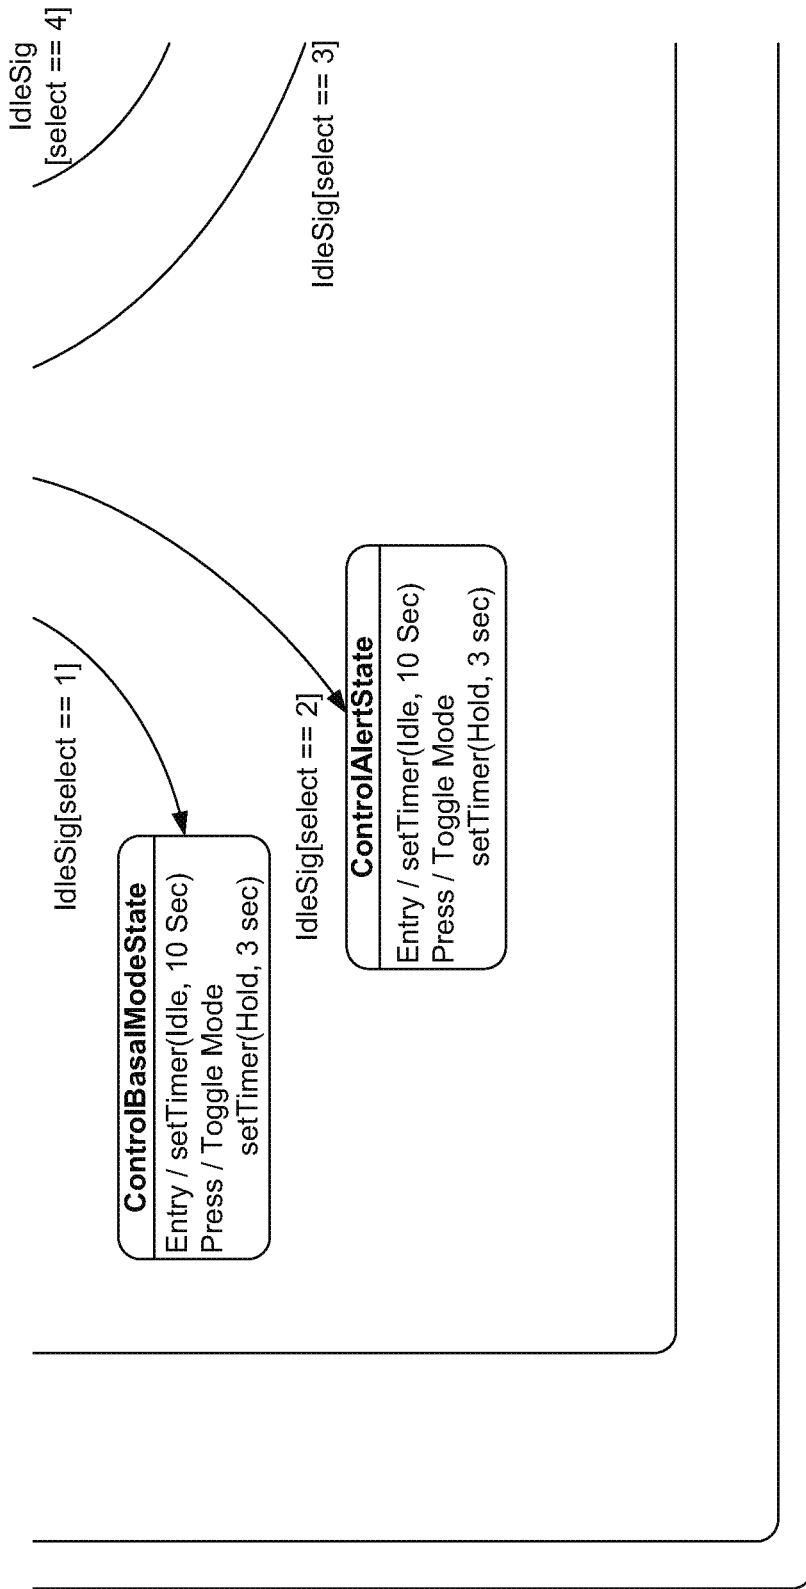 IdleSig
[select == 4]
IdleSig[select == 3]
IdleSig[select == 1]
ControlBasalModeState
Entry / setTimer(Idle, 10 Sec)
Press / Toggle Mode
setTimer(Hold, 3 sec)
IdleSig[select == 2]
ControlAlertState
Entry / setTimer(Idle, 10 Sec)
Press / Toggle Mode
setTimer(Hold, 3 sec)